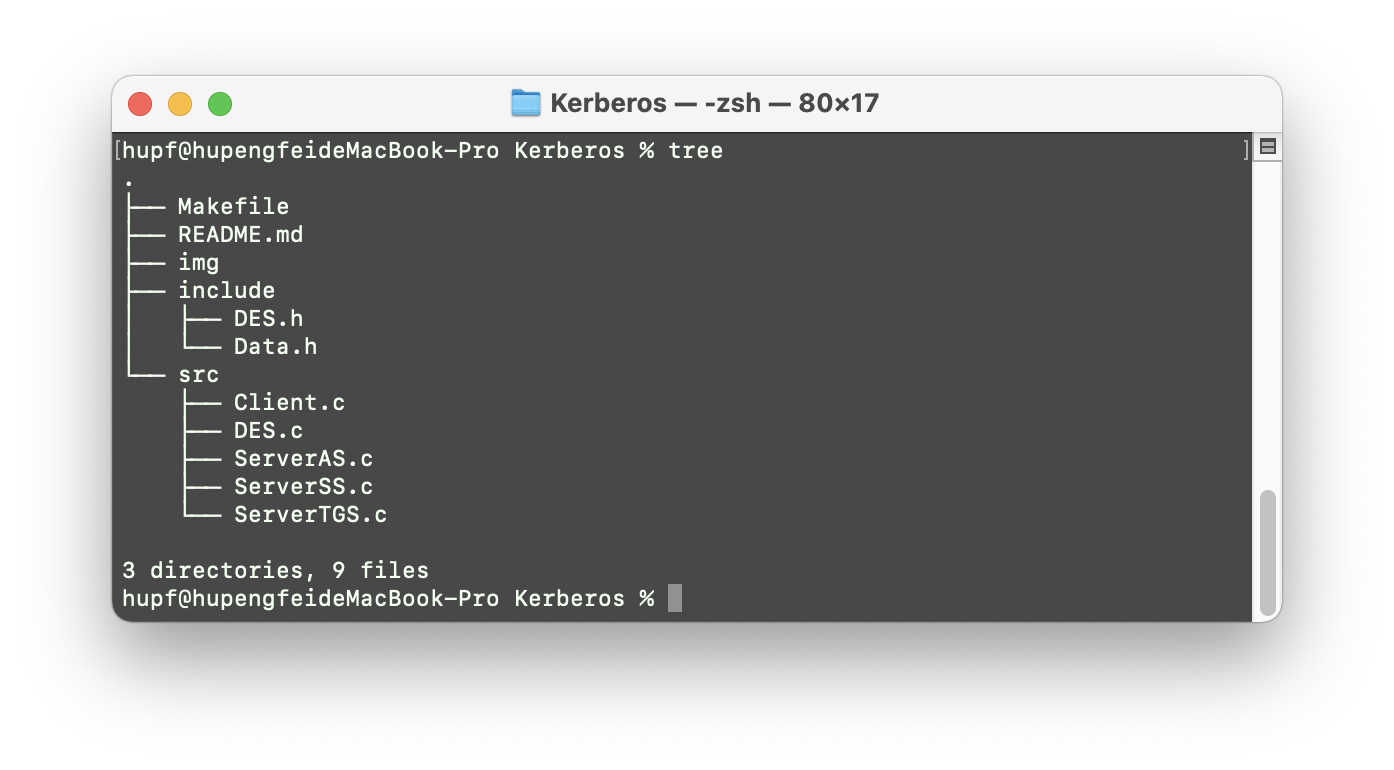 Kerberos — -zsh — 80×17
[hupf@hupengfeideMacBook-Pro Kerberos % tree ]
.
├── Makefile
├── README.md
├── img
├── include
│   ├── DES.h
│   └── Data.h
└── src
    ├── Client.c
    ├── DES.c
    ├── ServerAS.c
    ├── ServerSS.c
    └── ServerTGS.c
3 directories, 9 files
hupf@hupengfeideMacBook-Pro Kerberos %